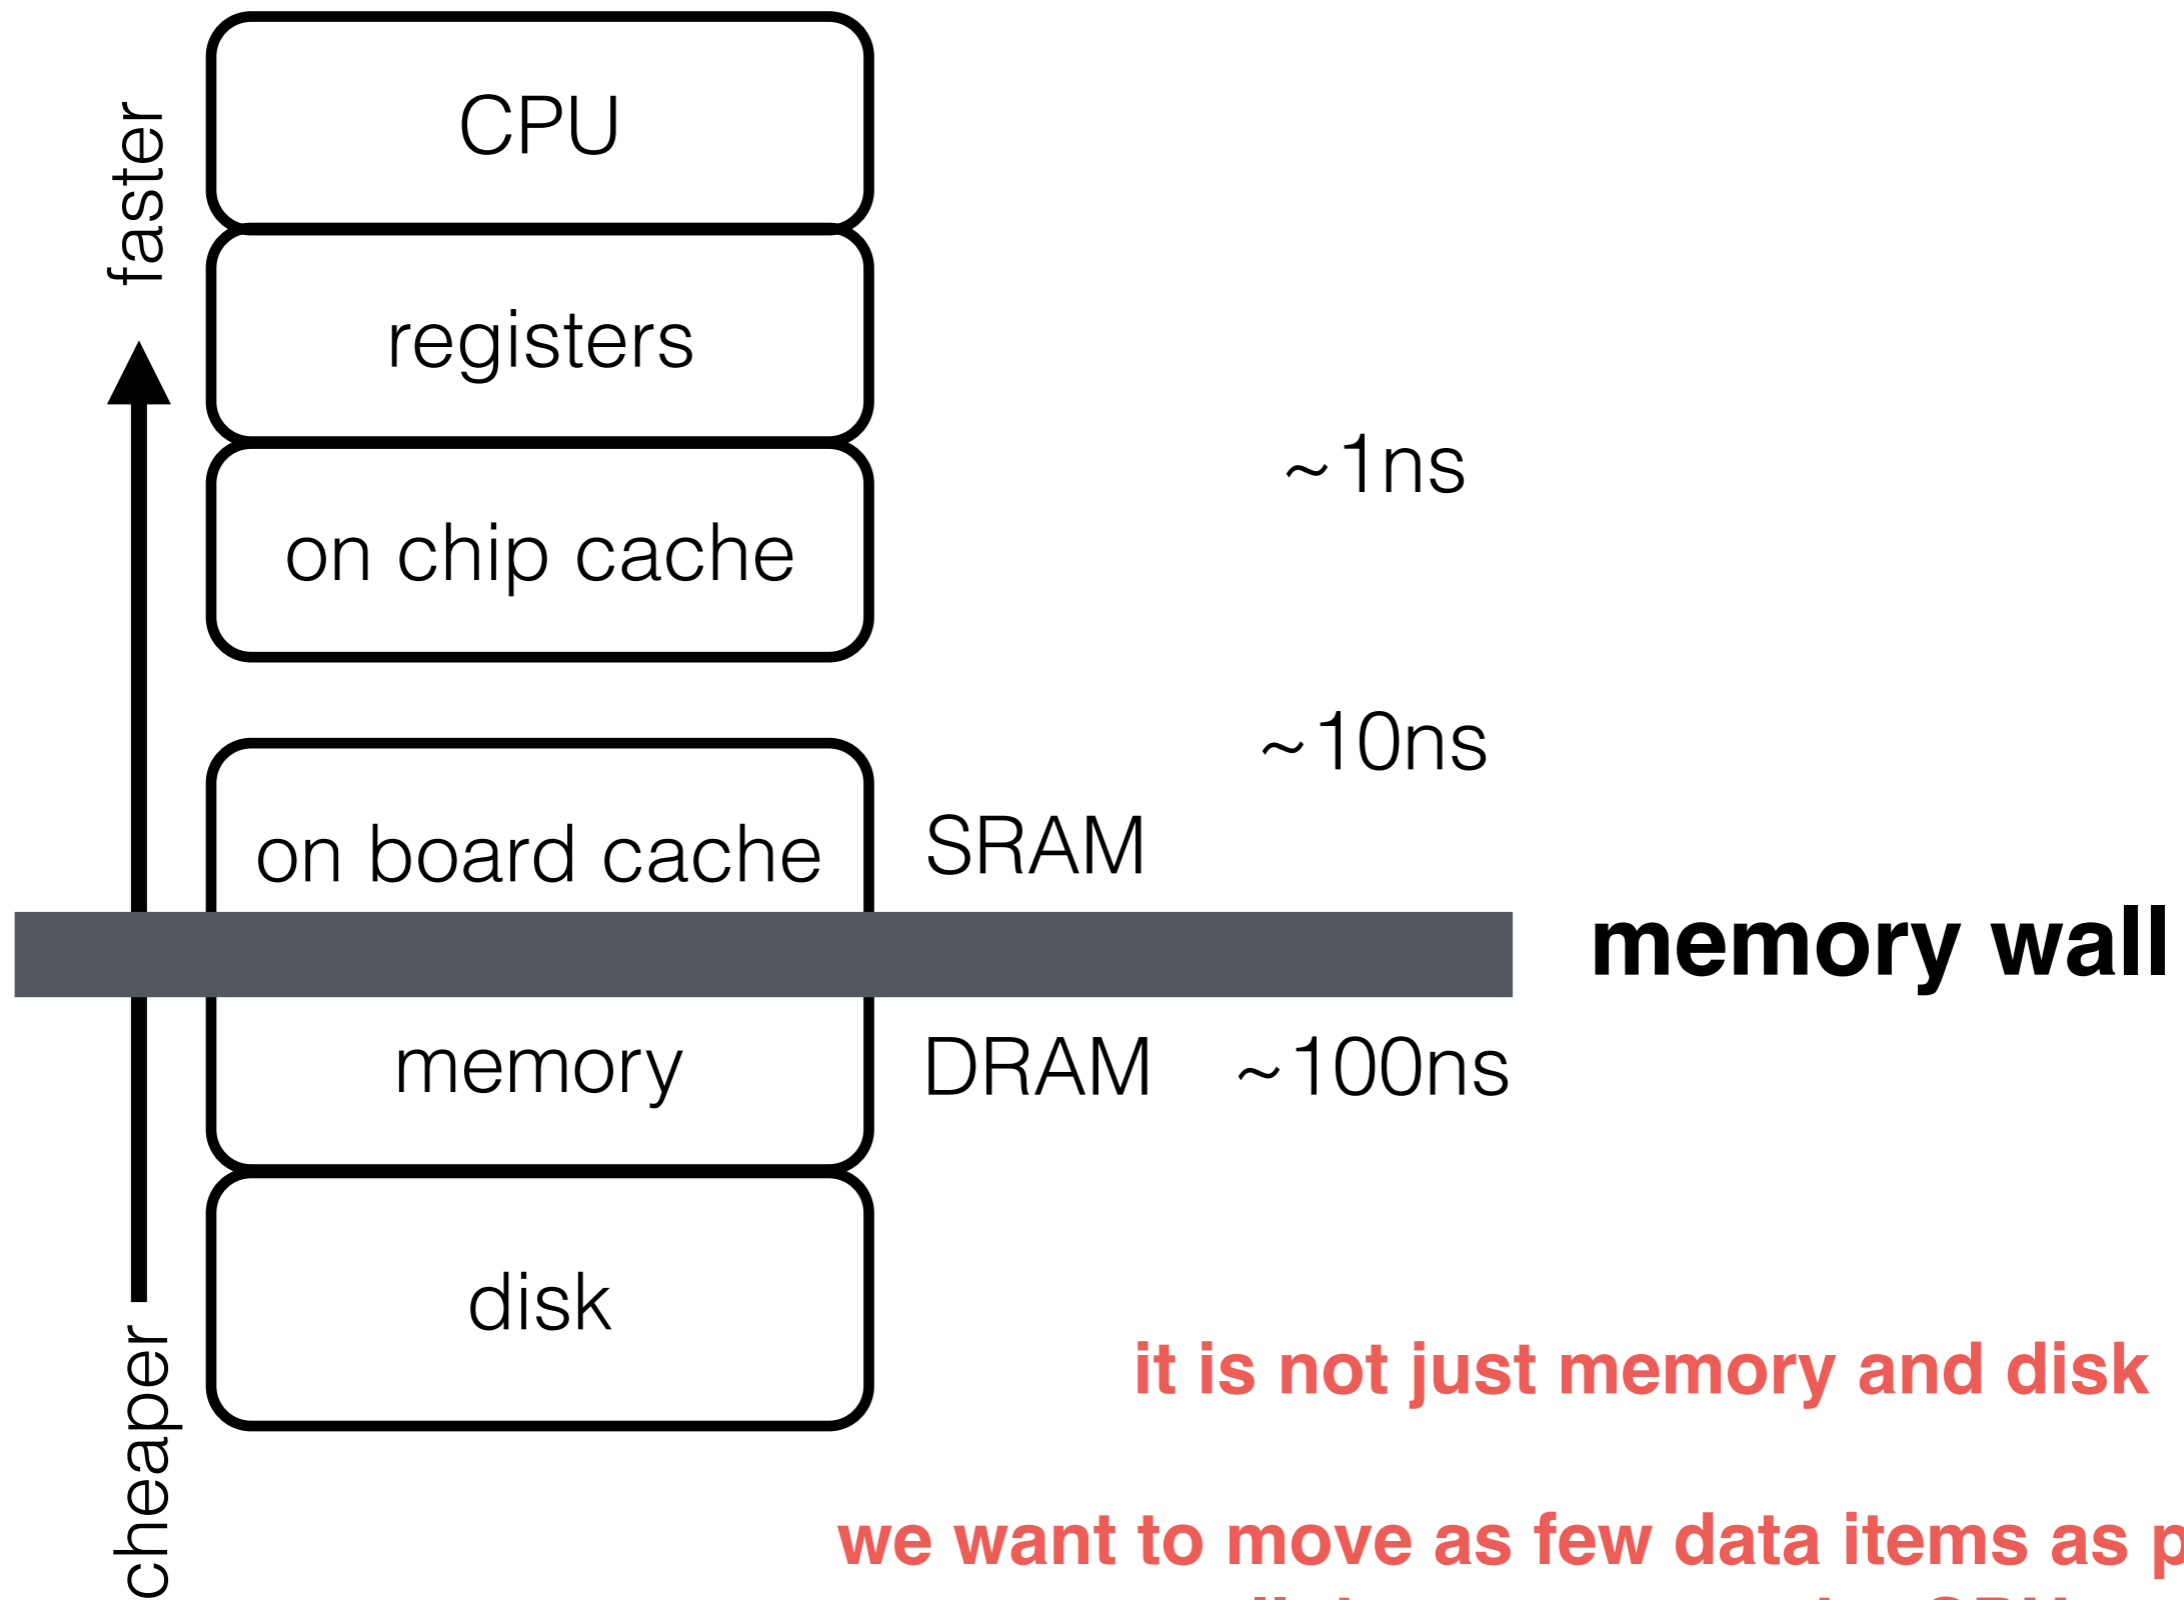 faster
CPU
registers
~1ns
on chip cache
~10ns
on board cache SRAM
memory wall
memory DRAM ~100ns
disk
cheaper
it is not just memory and disk
we want to move as few data items as